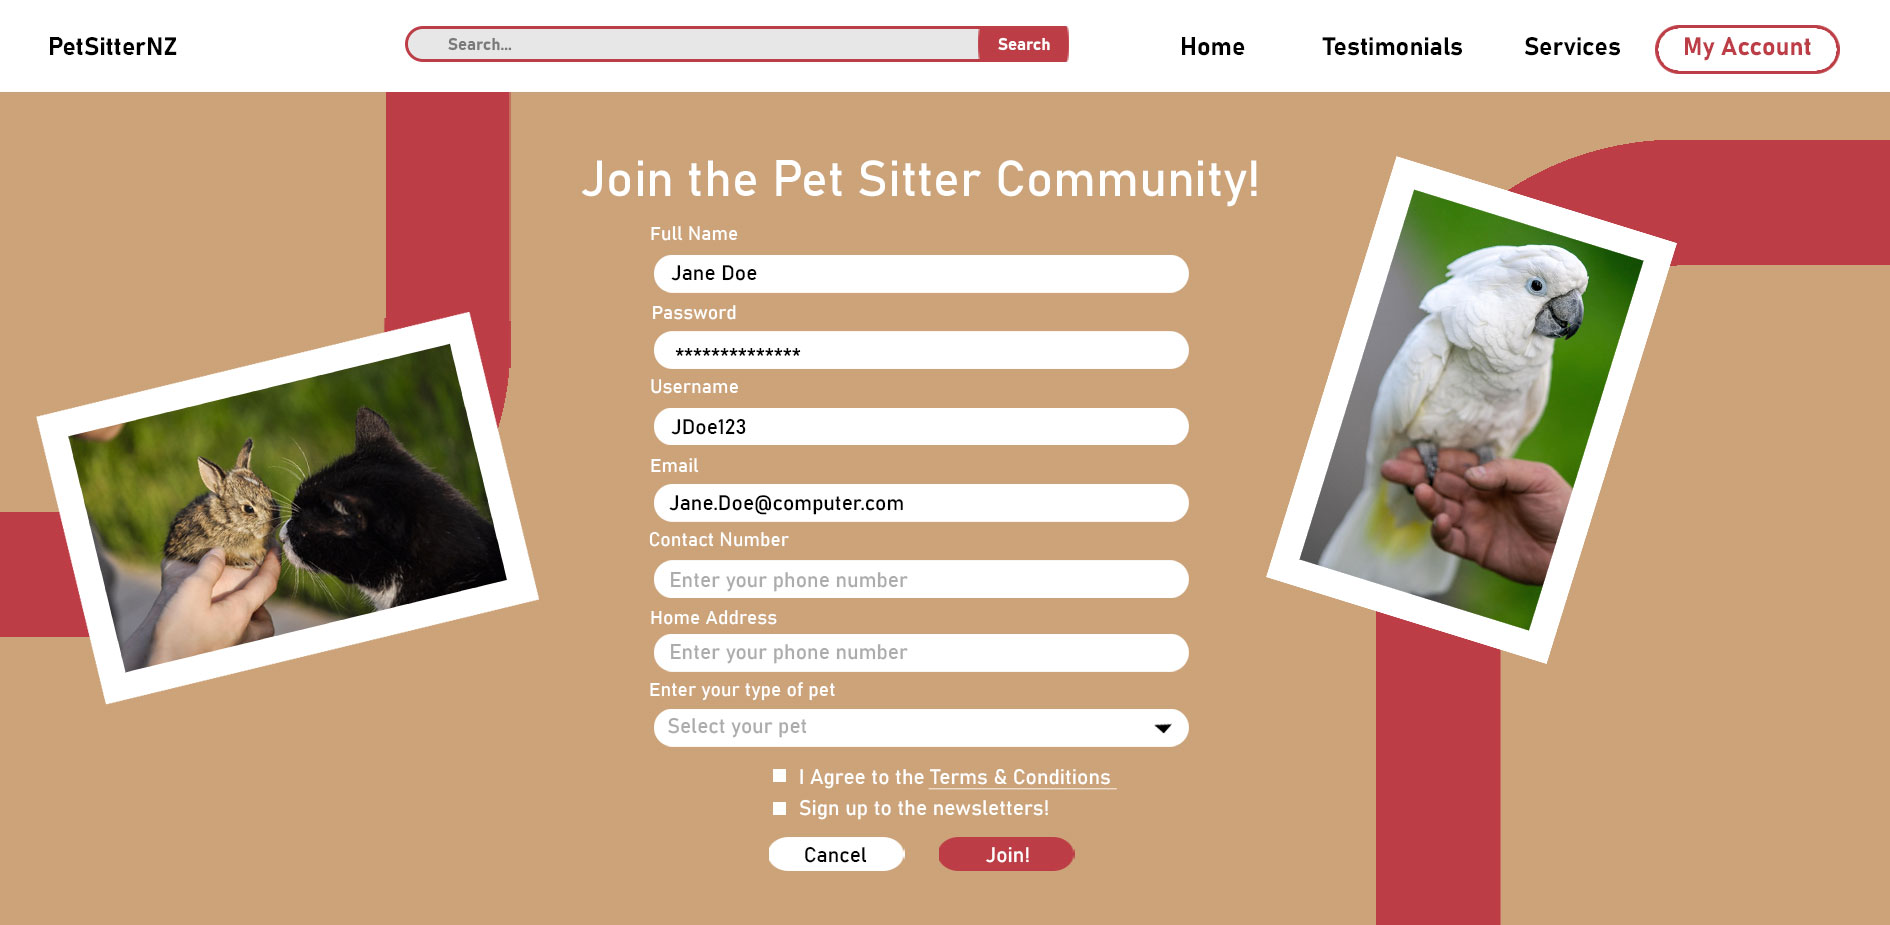 PetSitterNZ
Search...
Search
Home
Testimonials
Services
My Account
Join the Pet Sitter Community!
Full Name
Jane Doe
Password
**************
Username
JDoe123
Email
Jane.Doe@computer.com
Contact Number
Enter your phone number
Home Address
Enter your phone number
Enter your type of pet
Select your pet
I Agree to the Terms & Conditions
Sign up to the newsletters!
Cancel
Join!